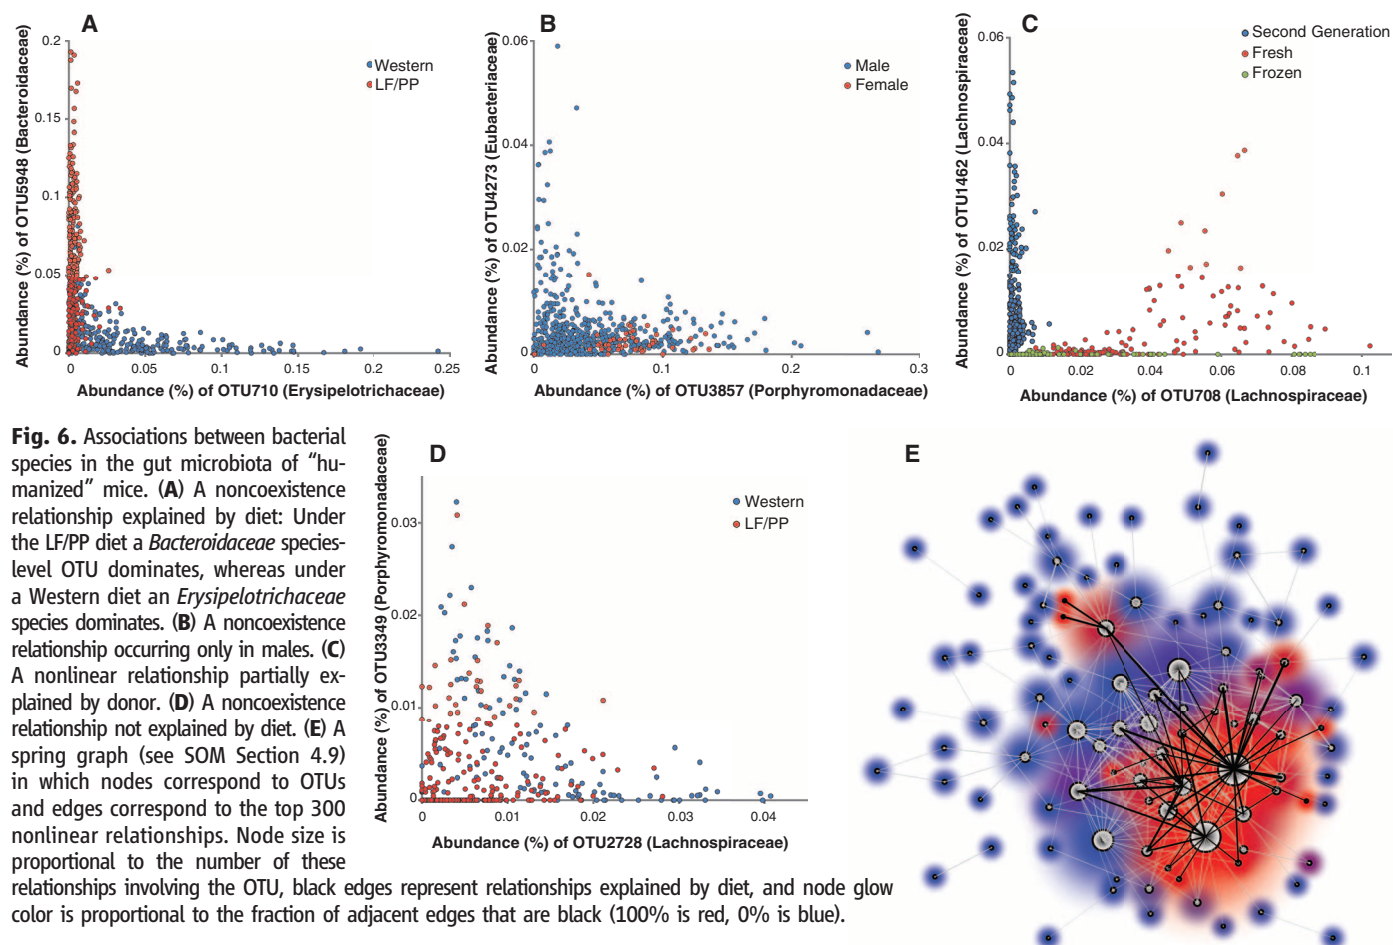 A
Abundance (%) of OTU5948 (Bacteroidaceae)
0.2
0.15
0.1
0.05
0
0.05
0.1
0.15
0.2
0.25
Western
LF/PP
Abundance (%) of OTU710 (Erysipelotrichaceae)
B
Abundance (%) of OTU4273 (Eubacteriaceae)
0.06
0.04
0.02
0
0
0.1
0.2
0.3
Male
Female
Abundance (%) of OTU3857 (Porphyromonadaceae)
C
Abundance (%) of OTU1462 (Lachnospiraceae)
0.06
0.04
0.02
0
0
0.02
0.04
0.06
0.08
0.1
Second Generation
Fresh
Frozen
Abundance (%) of OTU708 (Lachnospiraceae)
Fig. 6. Associations between bacterial
species in the gut microbiota of “hu-
manized” mice. (A) A noncoexistence
relationship explained by diet: Under
the LF/PP diet a Bacteroidaceae species-
level OTU dominates, whereas under
a Western diet an Erysipelotrichaceae
species dominates. (B) A noncoexistence
relationship occurring only in males. (C)
A nonlinear relationship partially ex-
plained by donor. (D) A noncoexistence
relationship not explained by diet. (E) A
spring graph (see SOM Section 4.9)
in which nodes correspond to OTUs
and edges correspond to the top 300
nonlinear relationships. Node size is
proportional to the number of these
relationships involving the OTU, black edges represent relationships explained by diet, and node glow
color is proportional to the fraction of adjacent edges that are black (100% is red, 0% is blue).
D
Abundance (%) of OTU3349 (Porphyromonadaceae)
0.03
0.02
0.01
0
0
0.01
0.02
0.03
0.04
Western
LF/PP
Abundance (%) of OTU2728 (Lachnospiraceae)
E